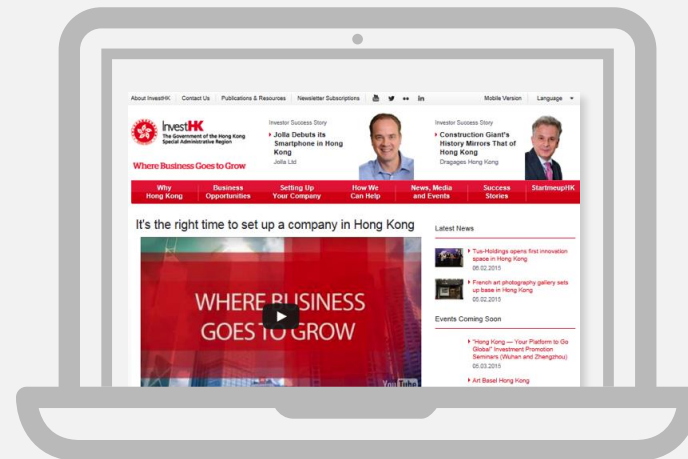 About InvestHK Contact Us Publications & Resources Newsletter Subscriptions in Mobile Version Language
InvestHK
The Government of the Hong Kong
Special Administrative Region
Where Business Goes to Grow
Investor Success Story
Jolla Debuts its
Smartphone in Hong
Kong
Jolla Ltd
Investor Success Story
Construction Giant's
History Mirrors That of
Hong Kong
Dragages Hong Kong
Why
Hong Kong
Business
Opportunities
Setting Up
Your Company
How We
Can Help
News, Media
and Events
Success
Stories
StartmeupHK
It's the right time to set up a company in Hong Kong
WHERE BUSINESS
GOES TO GROW
YouTube
Latest News
Tus-Holdings opens first innovation
space in Hong Kong
06.02.2015
French art photography gallery sets
up base in Hong Kong
05.02.2015
Events Coming Soon
"Hong Kong — Your Platform to Go
Global" Investment Promotion
Seminars (Wuhan and Zhengzhou)
05.03.2015
Art Basel Hong Kong